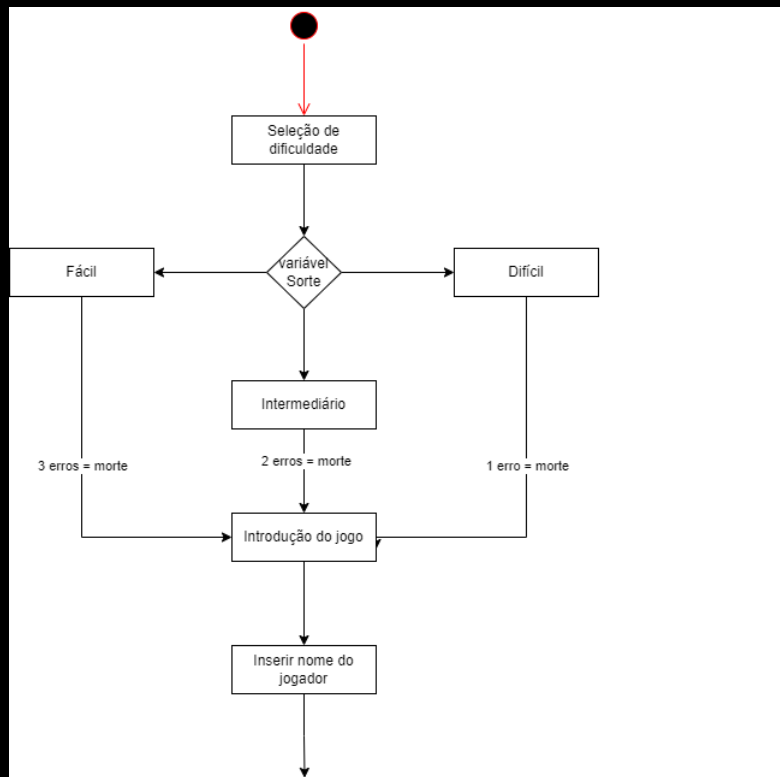 Seleção de
dificuldade
variável
Sorte
Fácil
Difícil
Intermediário
3 erros = morte
2 erros = morte
1 erro = morte
Introdução do jogo
Inserir nome do
jogador